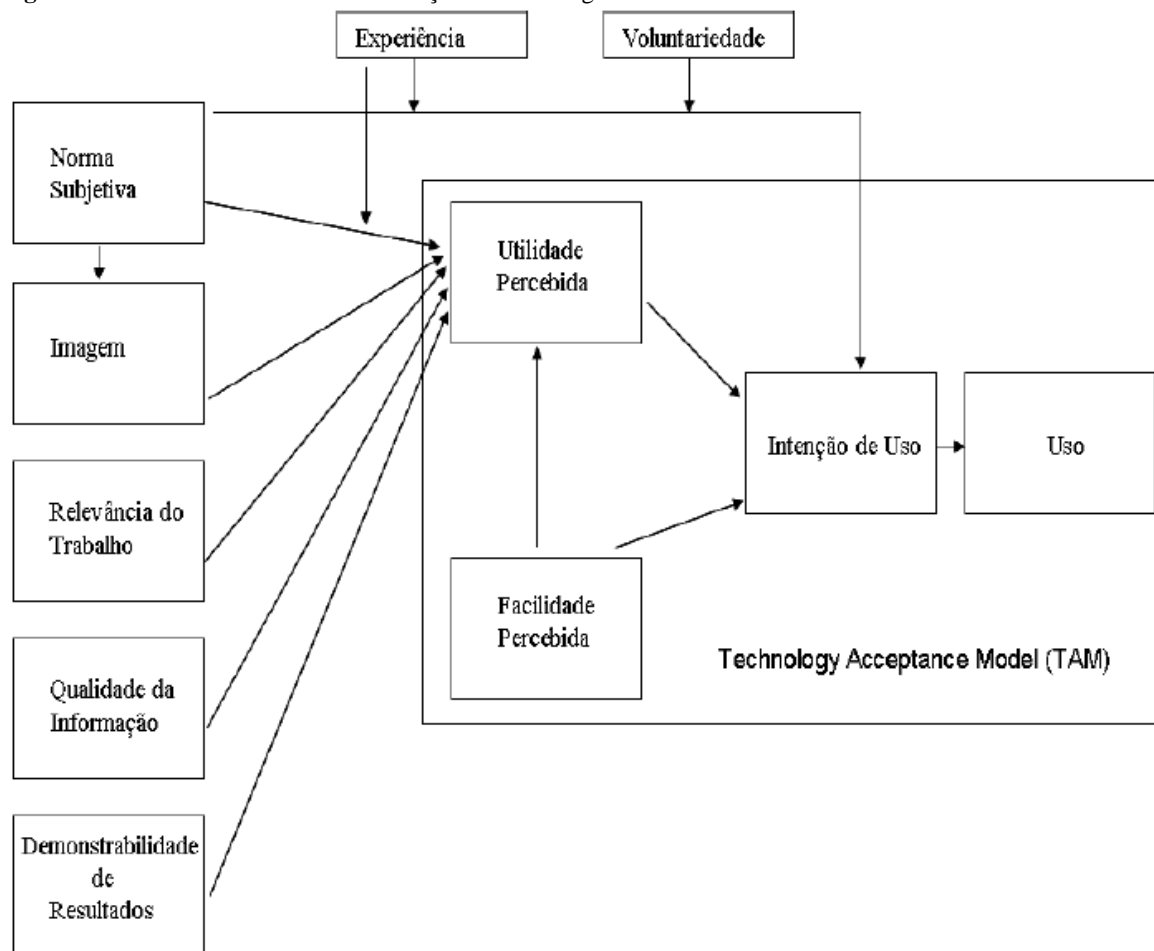 Experiência
Voluntariedade
Norma
Subjetiva
Utilidade
Percebida
Imagem
Intenção de Uso
Uso
Relevância do
Trabalho
Facilidade
Percebida
Technology Acceptance Model (TAM)
Qualidade da
Informação
Demonstrabilidade
de
Resultados